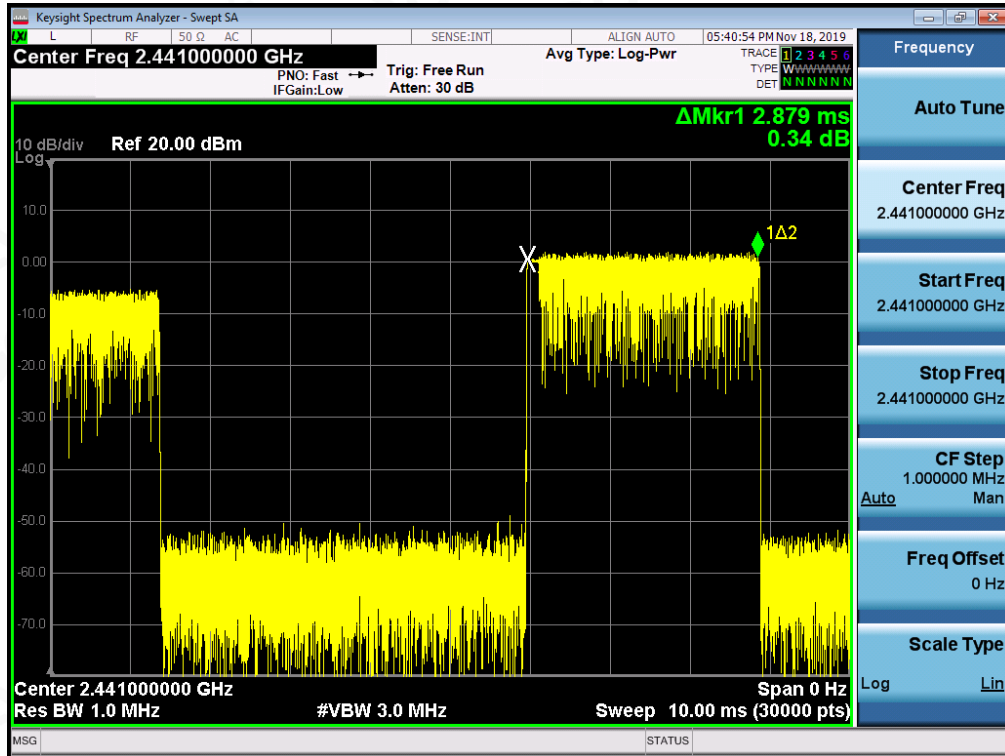 Keysight Spectrum Analyzer - Swept SA
LXI L RF 50 Ω AC SENSE:INT ALIGN AUTO 05:40:54 PM Nov 18, 2019
Center Freq 2.441000000 GHz
PNO: Fast
IFGain:Low
Trig: Free Run
Atten: 30 dB
Avg Type: Log-Pwr
TRACE 1 2 3 4 5 6
TYPE WWWWWW
DET N N N N N N
ΔMkr1 2.879 ms
0.34 dB
10 dB/div Ref 20.00 dBm
Log
10.0
0.00
-10.0
-20.0
-30.0
-40.0
-50.0
-60.0
-70.0
X
1Δ2
Center 2.441000000 GHz Span 0 Hz
Res BW 1.0 MHz #VBW 3.0 MHz Sweep 10.00 ms (30000 pts)
MSG STATUS
Frequency
Auto Tune
Center Freq
2.441000000 GHz
Start Freq
2.441000000 GHz
Stop Freq
2.441000000 GHz
CF Step
1.000000 MHz
Auto Man
Freq Offset
0 Hz
Scale Type
Log Lin